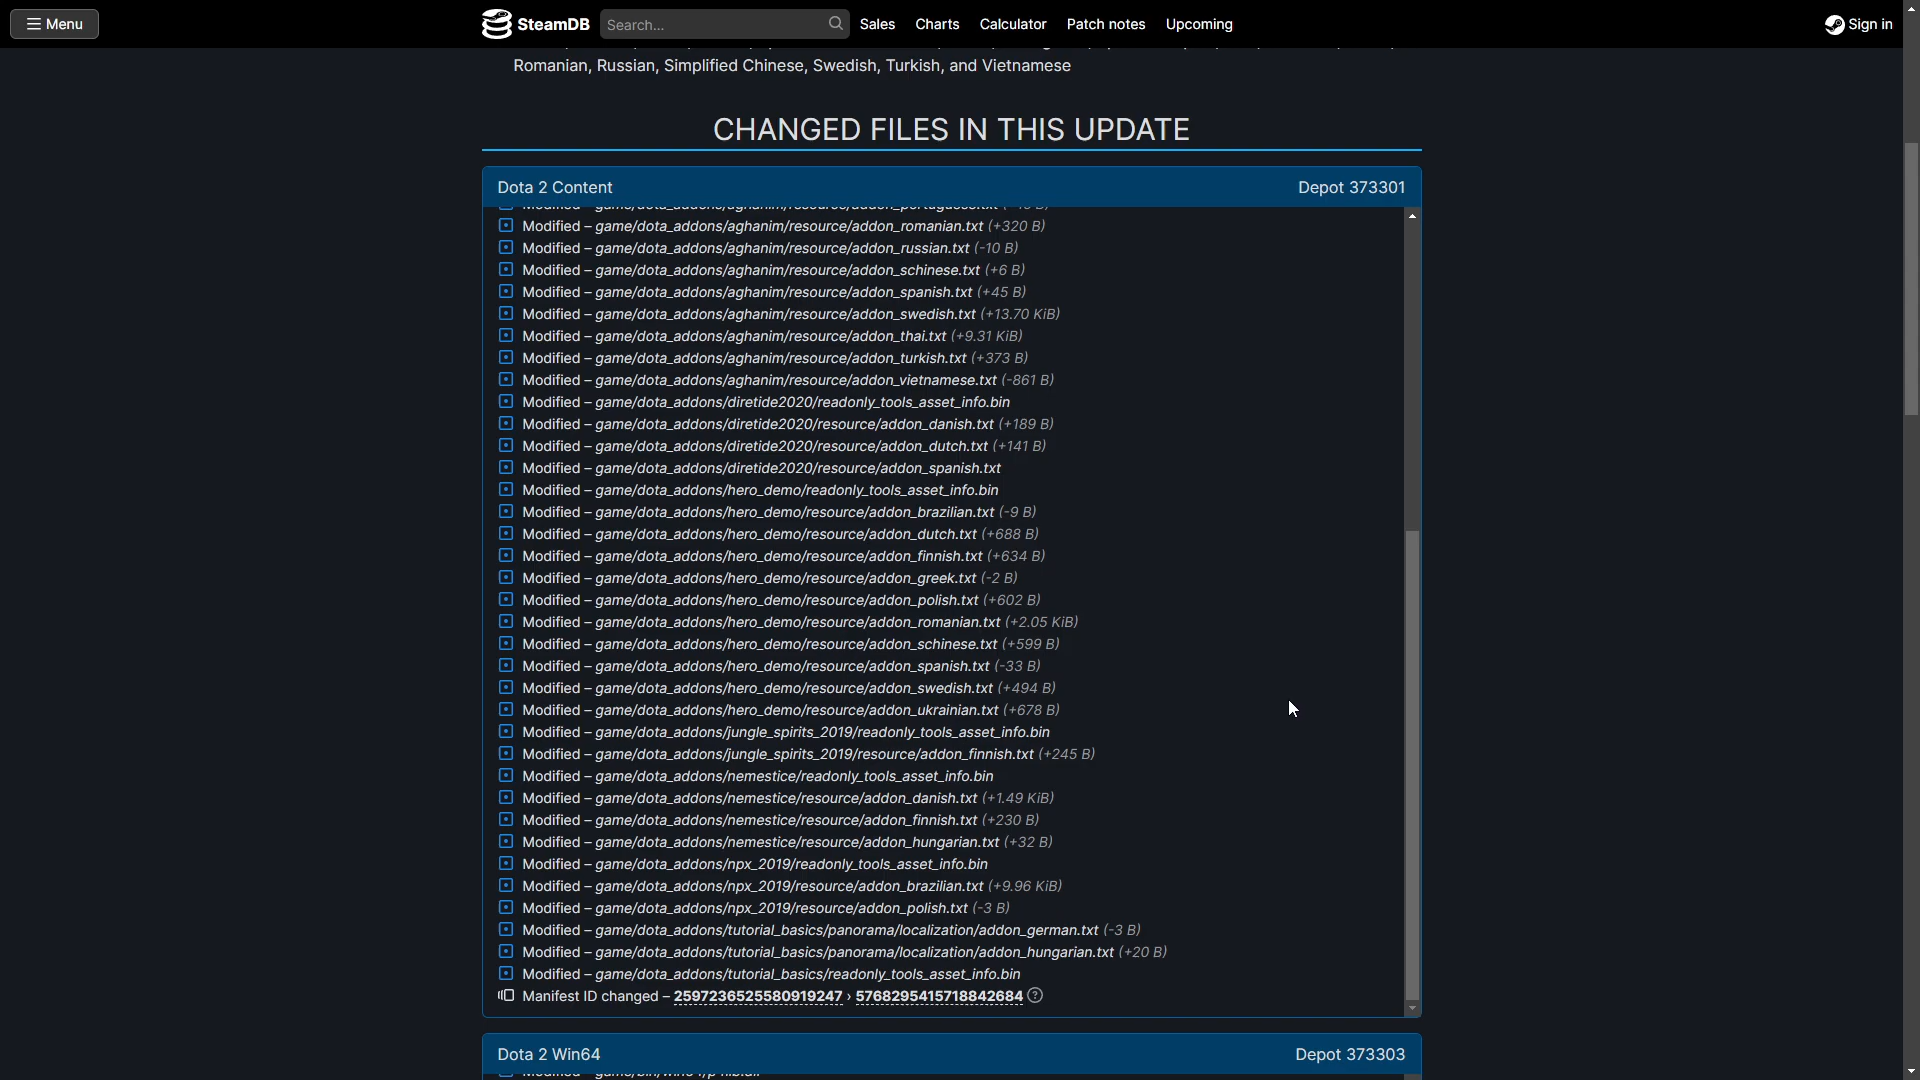 Menu
SteamDB
Search...
Sales
Charts
Calculator
Patch notes
Upcoming
Sign in
Romanian, Russian, Simplified Chinese, Swedish, Turkish, and Vietnamese
CHANGED FILES IN THIS UPDATE
Dota 2 Content
Depot 373301
Modified – game/dota_addons/aghanim/resource/addon_romanian.txt (+320 B)
Modified – game/dota_addons/aghanim/resource/addon_russian.txt (-10 B)
Modified – game/dota_addons/aghanim/resource/addon_schinese.txt (+6 B)
Modified – game/dota_addons/aghanim/resource/addon_spanish.txt (+45 B)
Modified – game/dota_addons/aghanim/resource/addon_swedish.txt (+13.70 KiB)
Modified – game/dota_addons/aghanim/resource/addon_thai.txt (+9.31 KiB)
Modified – game/dota_addons/aghanim/resource/addon_turkish.txt (+373 B)
Modified – game/dota_addons/aghanim/resource/addon_vietnamese.txt (-861 B)
Modified – game/dota_addons/diretide2020/readonly_tools_asset_info.bin
Modified – game/dota_addons/diretide2020/resource/addon_danish.txt (+189 B)
Modified – game/dota_addons/diretide2020/resource/addon_dutch.txt (+141 B)
Modified – game/dota_addons/diretide2020/resource/addon_spanish.txt
Modified – game/dota_addons/hero_demo/readonly_tools_asset_info.bin
Modified – game/dota_addons/hero_demo/resource/addon_brazilian.txt (-9 B)
Modified – game/dota_addons/hero_demo/resource/addon_dutch.txt (+688 B)
Modified – game/dota_addons/hero_demo/resource/addon_finnish.txt (+634 B)
Modified – game/dota_addons/hero_demo/resource/addon_greek.txt (-2 B)
Modified – game/dota_addons/hero_demo/resource/addon_polish.txt (+602 B)
Modified – game/dota_addons/hero_demo/resource/addon_romanian.txt (+2.05 KiB)
Modified – game/dota_addons/hero_demo/resource/addon_schinese.txt (+599 B)
Modified – game/dota_addons/hero_demo/resource/addon_spanish.txt (-33 B)
Modified – game/dota_addons/hero_demo/resource/addon_swedish.txt (+494 B)
Modified – game/dota_addons/hero_demo/resource/addon_ukrainian.txt (+678 B)
Modified – game/dota_addons/jungle_spirits_2019/readonly_tools_asset_info.bin
Modified – game/dota_addons/jungle_spirits_2019/resource/addon_finnish.txt (+245 B)
Modified – game/dota_addons/nemestice/readonly_tools_asset_info.bin
Modified – game/dota_addons/nemestice/resource/addon_danish.txt (+1.49 KiB)
Modified – game/dota_addons/nemestice/resource/addon_finnish.txt (+230 B)
Modified – game/dota_addons/nemestice/resource/addon_hungarian.txt (+32 B)
Modified – game/dota_addons/npx_2019/readonly_tools_asset_info.bin
Modified – game/dota_addons/npx_2019/resource/addon_brazilian.txt (+9.96 KiB)
Modified – game/dota_addons/npx_2019/resource/addon_polish.txt (-3 B)
Modified – game/dota_addons/tutorial_basics/panorama/localization/addon_german.txt (-3 B)
Modified – game/dota_addons/tutorial_basics/panorama/localization/addon_hungarian.txt (+20 B)
Modified – game/dota_addons/tutorial_basics/readonly_tools_asset_info.bin
Manifest ID changed – 2597236525580919247 › 5768295415718842684 ?
Dota 2 Win64
Depot 373303